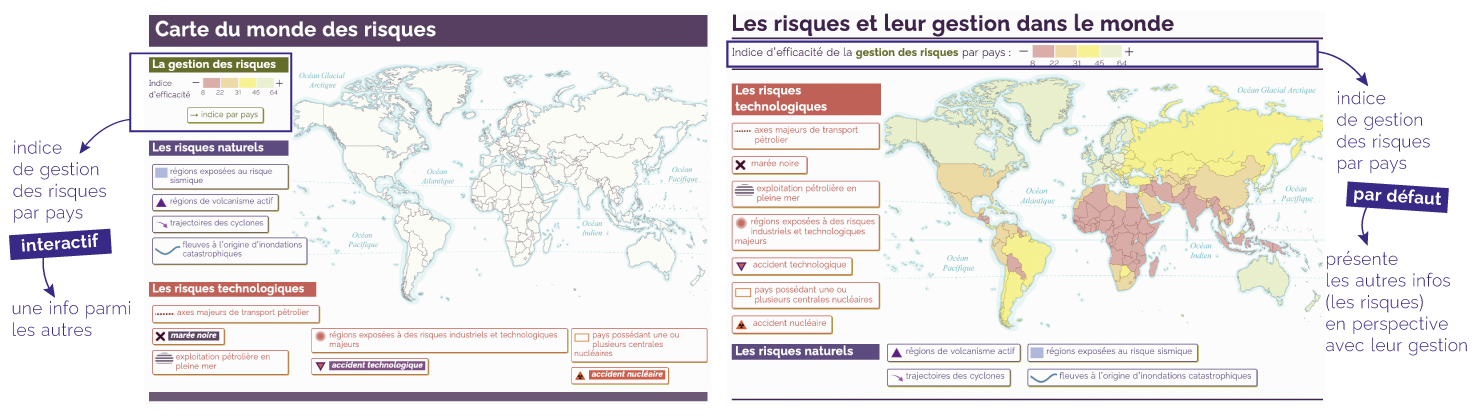 Carte du monde des risques
La gestion des risques
Indice
d'efficacité
− +
8 22 31 45 64
→ indice par pays
Les risques naturels
régions exposées au risque
sismique
régions de volcanisme actif
trajectoires des cyclones
fleuves à l'origine d'inondations
catastrophiques
Les risques technologiques
axes majeurs de transport pétrolier
marée noire
exploitation pétrolière en
pleine mer
régions exposées à des risques industriels et technologiques
majeurs
accident technologique
pays possédant une ou
plusieurs centrales
nucléaires
accident nucléaire
Océan Glacial
Arctique
Océan
Atlantique
Océan
Pacifique
Océan
Pacifique
Océan
Indien
indice
de gestion
des risques
par pays
interactif
une info parmi
les autres
Les risques et leur gestion dans le monde
Indice d'efficacité de la gestion des risques par pays : − +
8 22 31 45 64
Les risques
technologiques
axes majeurs de transport
pétrolier
marée noire
exploitation pétrolière en
pleine mer
régions exposées à des risques
industriels et technologiques
majeurs
accident technologique
pays possédant une ou
plusieurs centrales nucléaires
accident nucléaire
Les risques naturels
régions de volcanisme actif
régions exposées au risque sismique
trajectoires des cyclones
fleuves à l'origine d'inondations catastrophiques
Océan Glacial Arctique
Océan
Atlantique
Océan
Pacifique
Océan
Pacifique
Océan
Indien
indice
de gestion
des risques
par pays
par défaut
présente
les autres infos
(les risques)
en perspective
avec leur gestion